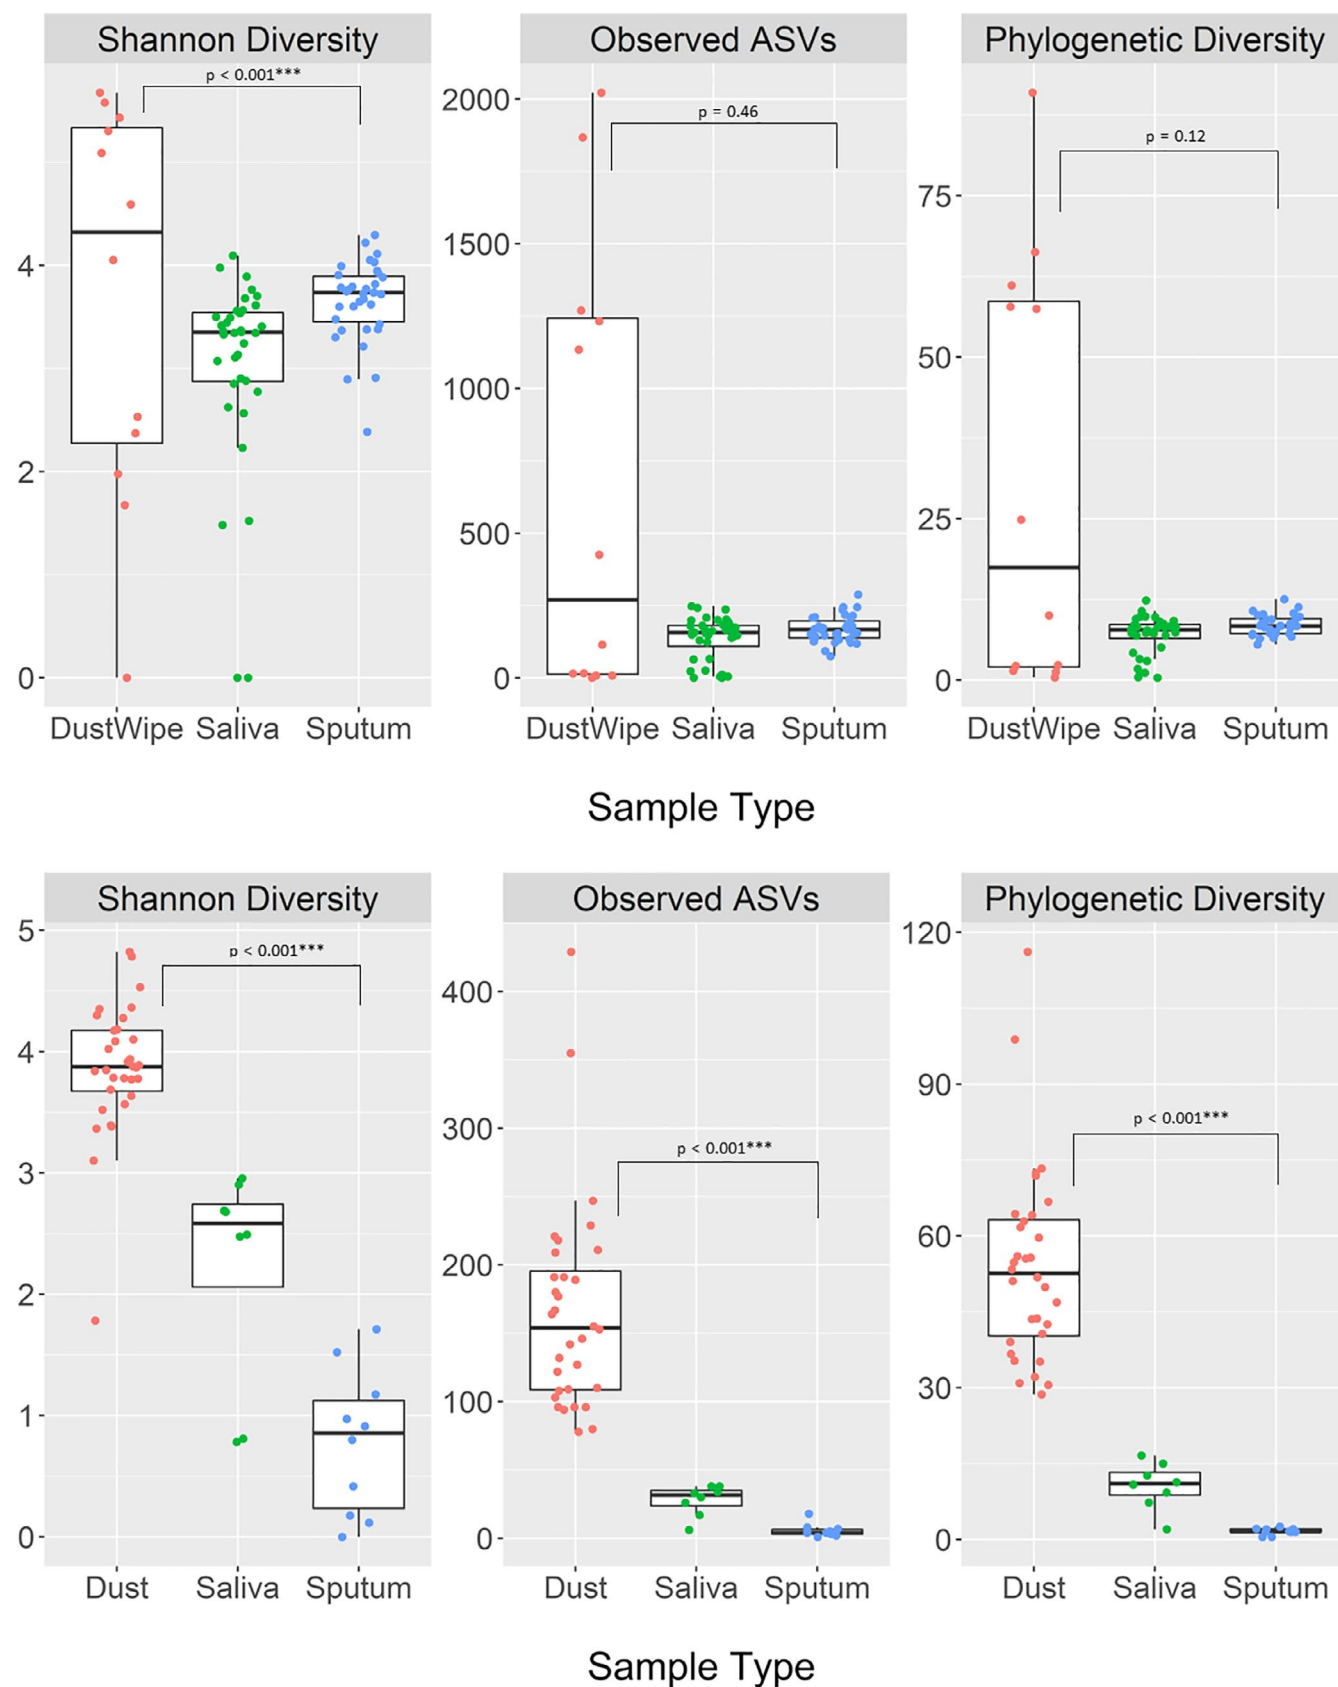 Shannon Diversity
Observed ASVs
Phylogenetic Diversity
p < 0.001***
p = 0.46
p = 0.12
4
2
0
2000
1500
1000
500
0
75
50
25
0
DustWipe Saliva Sputum
DustWipe Saliva Sputum
DustWipe Saliva Sputum
Sample Type
Shannon Diversity
Observed ASVs
Phylogenetic Diversity
p < 0.001***
p < 0.001***
p < 0.001***
5
4
3
2
1
0
400
300
200
100
0
120
90
60
30
0
Dust Saliva Sputum
Dust Saliva Sputum
Dust Saliva Sputum
Sample Type